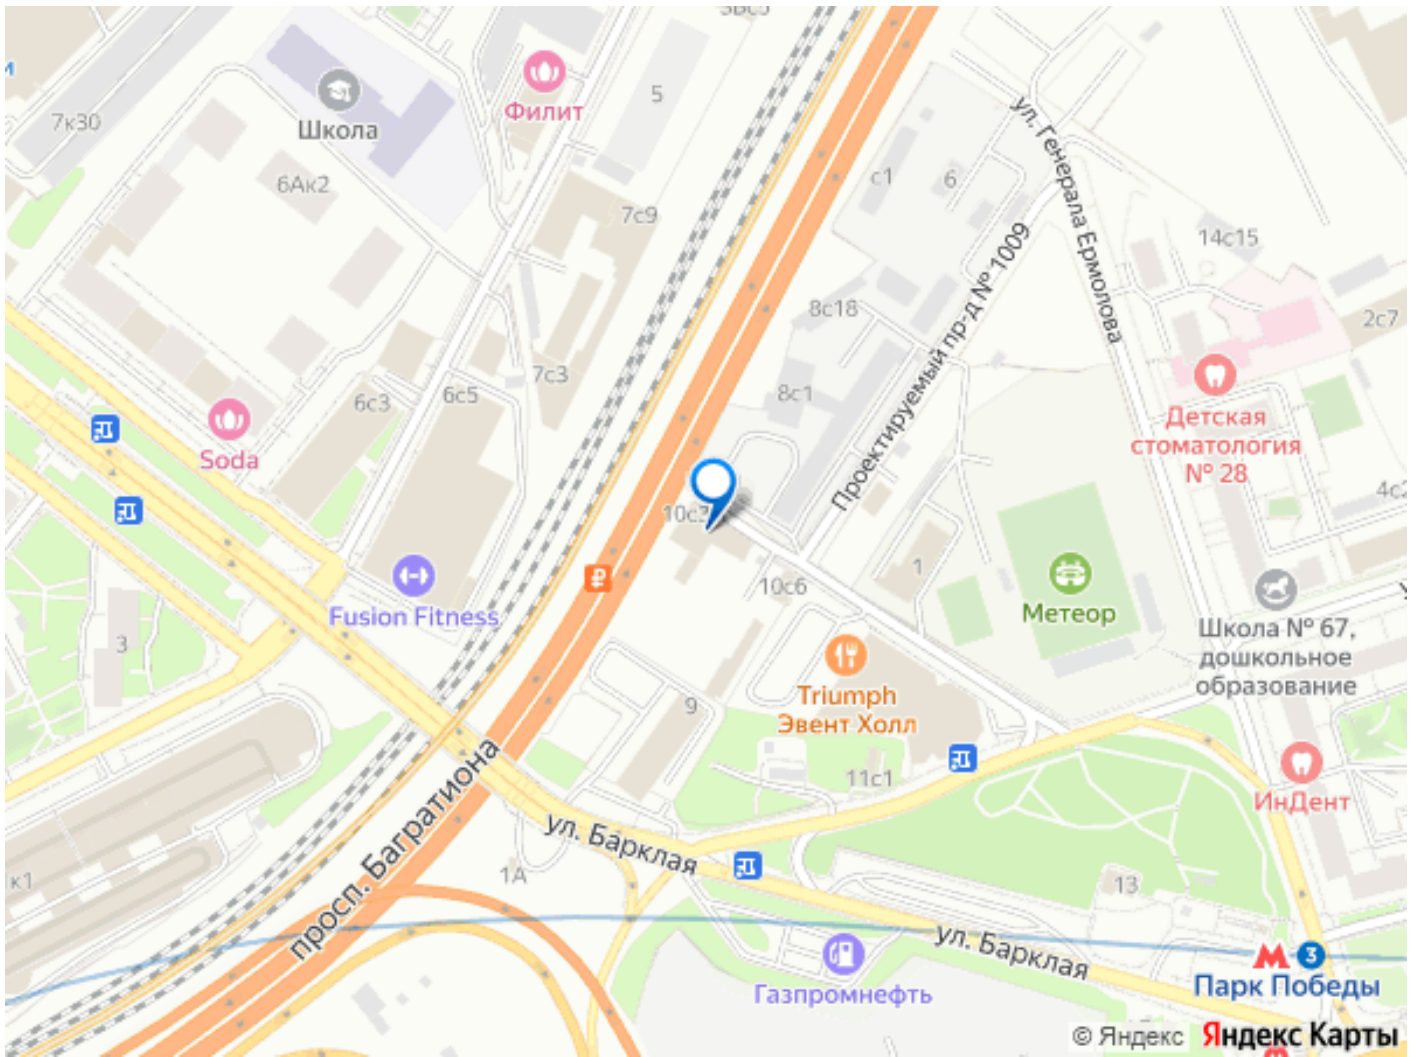 3Вс5
5
7к30
Школа
Филит
6Ак2
7с9
с1
6
ул. Генерала Ермолова
14с15
2с7
8с18
Проектируемый пр-д № 1009
7с3
6с3
6с5
8с1
Soda
Детская
стоматология
№ 28
4с2
10с3
Fusion Fitness
₽
10с6
1
Метеор
Школа № 67,
дошкольное
образование
3
Triumph
Эвент Холл
9
11с1
ИнДент
просп. Багратиона
ул. Барклая
к1
1А
13
ул. Барклая
Газпромнефть
3
Парк Победы
© Яндекс Яндекс Карты